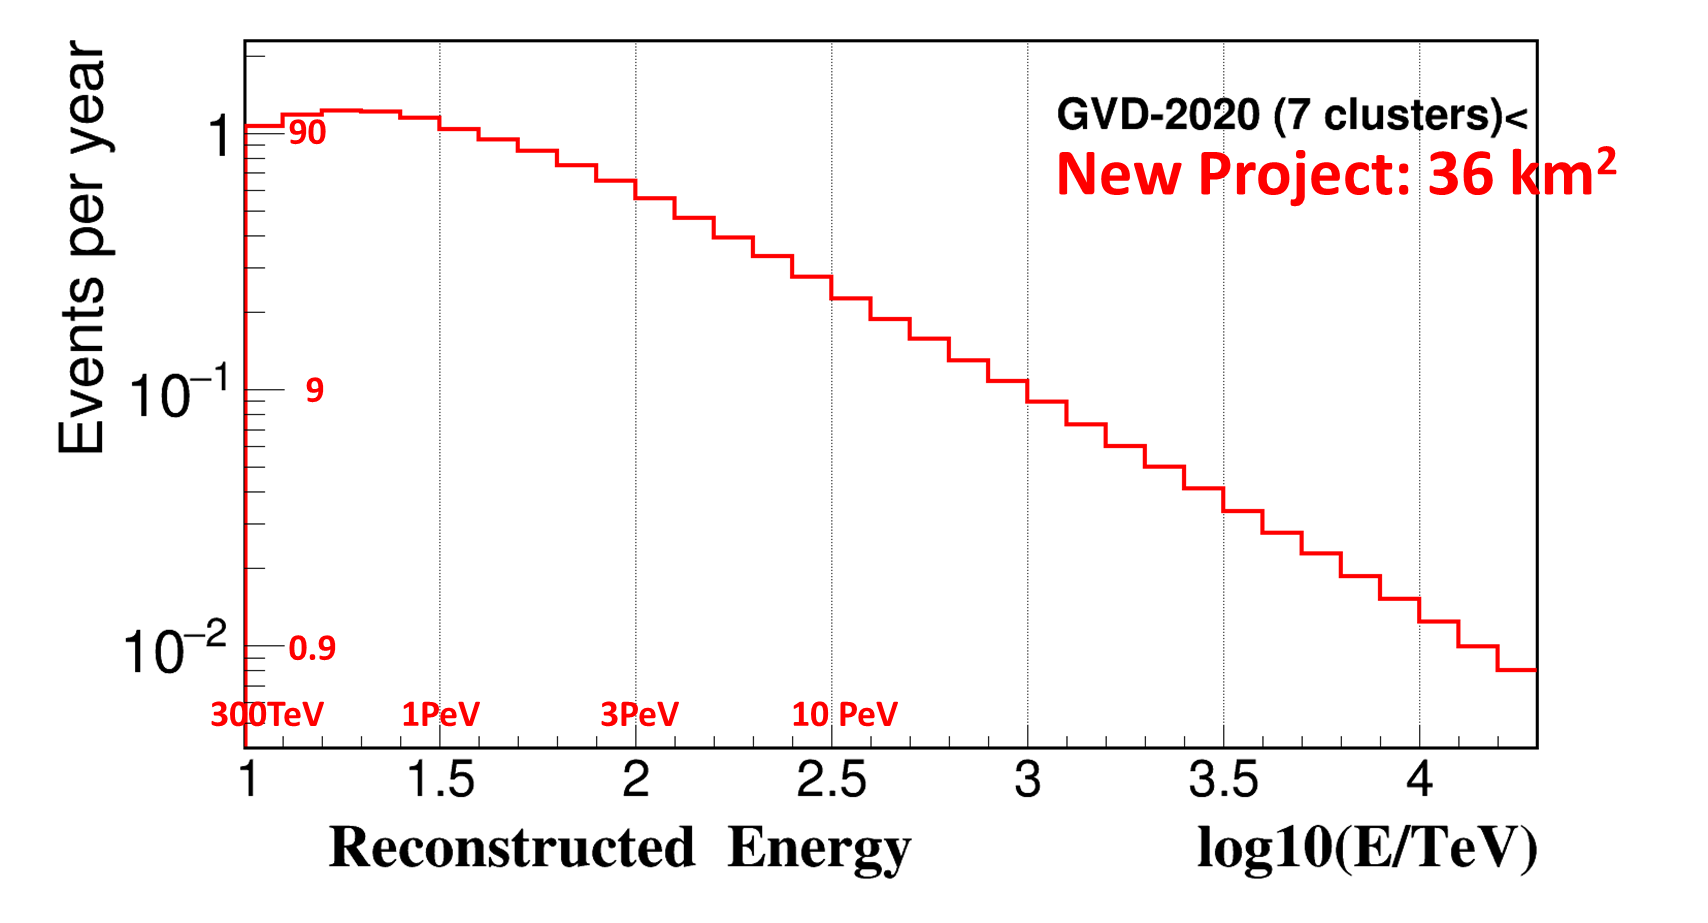 Events per year
GVD-2020 (7 clusters)<
New Project: 36 km²
1
90
10⁻¹
9
10⁻²
0.9
300TeV 1PeV 3PeV 10 PeV
1 1.5 2 2.5 3 3.5 4
Reconstructed Energy log10(E/TeV)